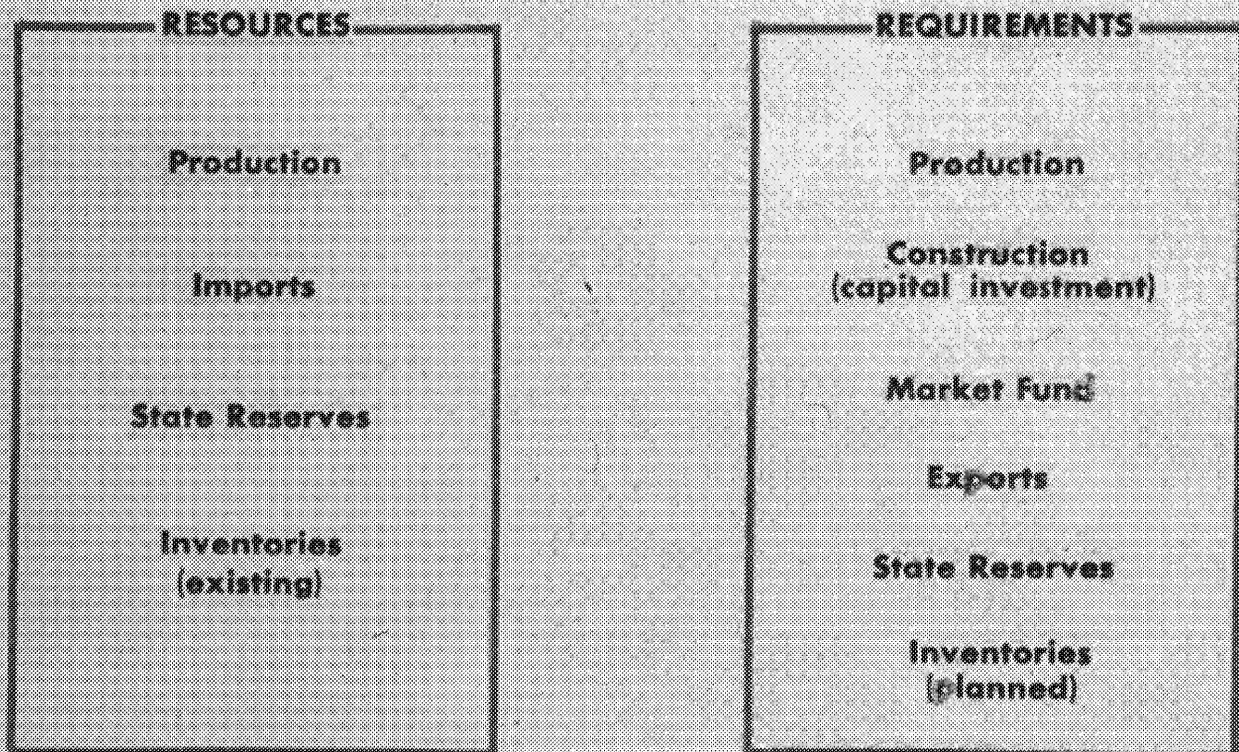 RESOURCES
Production
Imports
State Reserves
Inventories
(existing)
REQUIREMENTS
Production
Construction
(capital investment)
Market Fund
Exports
State Reserves
Inventories
(planned)